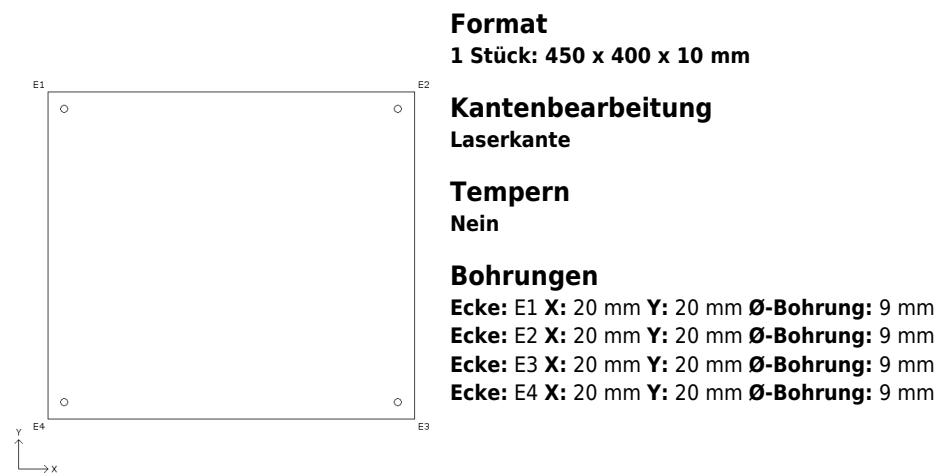 E1
E2
E4
E3
Y
X
Format
1 Stück: 450 x 400 x 10 mm
Kantenbearbeitung
Laserkante
Tempern
Nein
Bohrungen
Ecke: E1 X: 20 mm Y: 20 mm Ø-Bohrung: 9 mm
Ecke: E2 X: 20 mm Y: 20 mm Ø-Bohrung: 9 mm
Ecke: E3 X: 20 mm Y: 20 mm Ø-Bohrung: 9 mm
Ecke: E4 X: 20 mm Y: 20 mm Ø-Bohrung: 9 mm